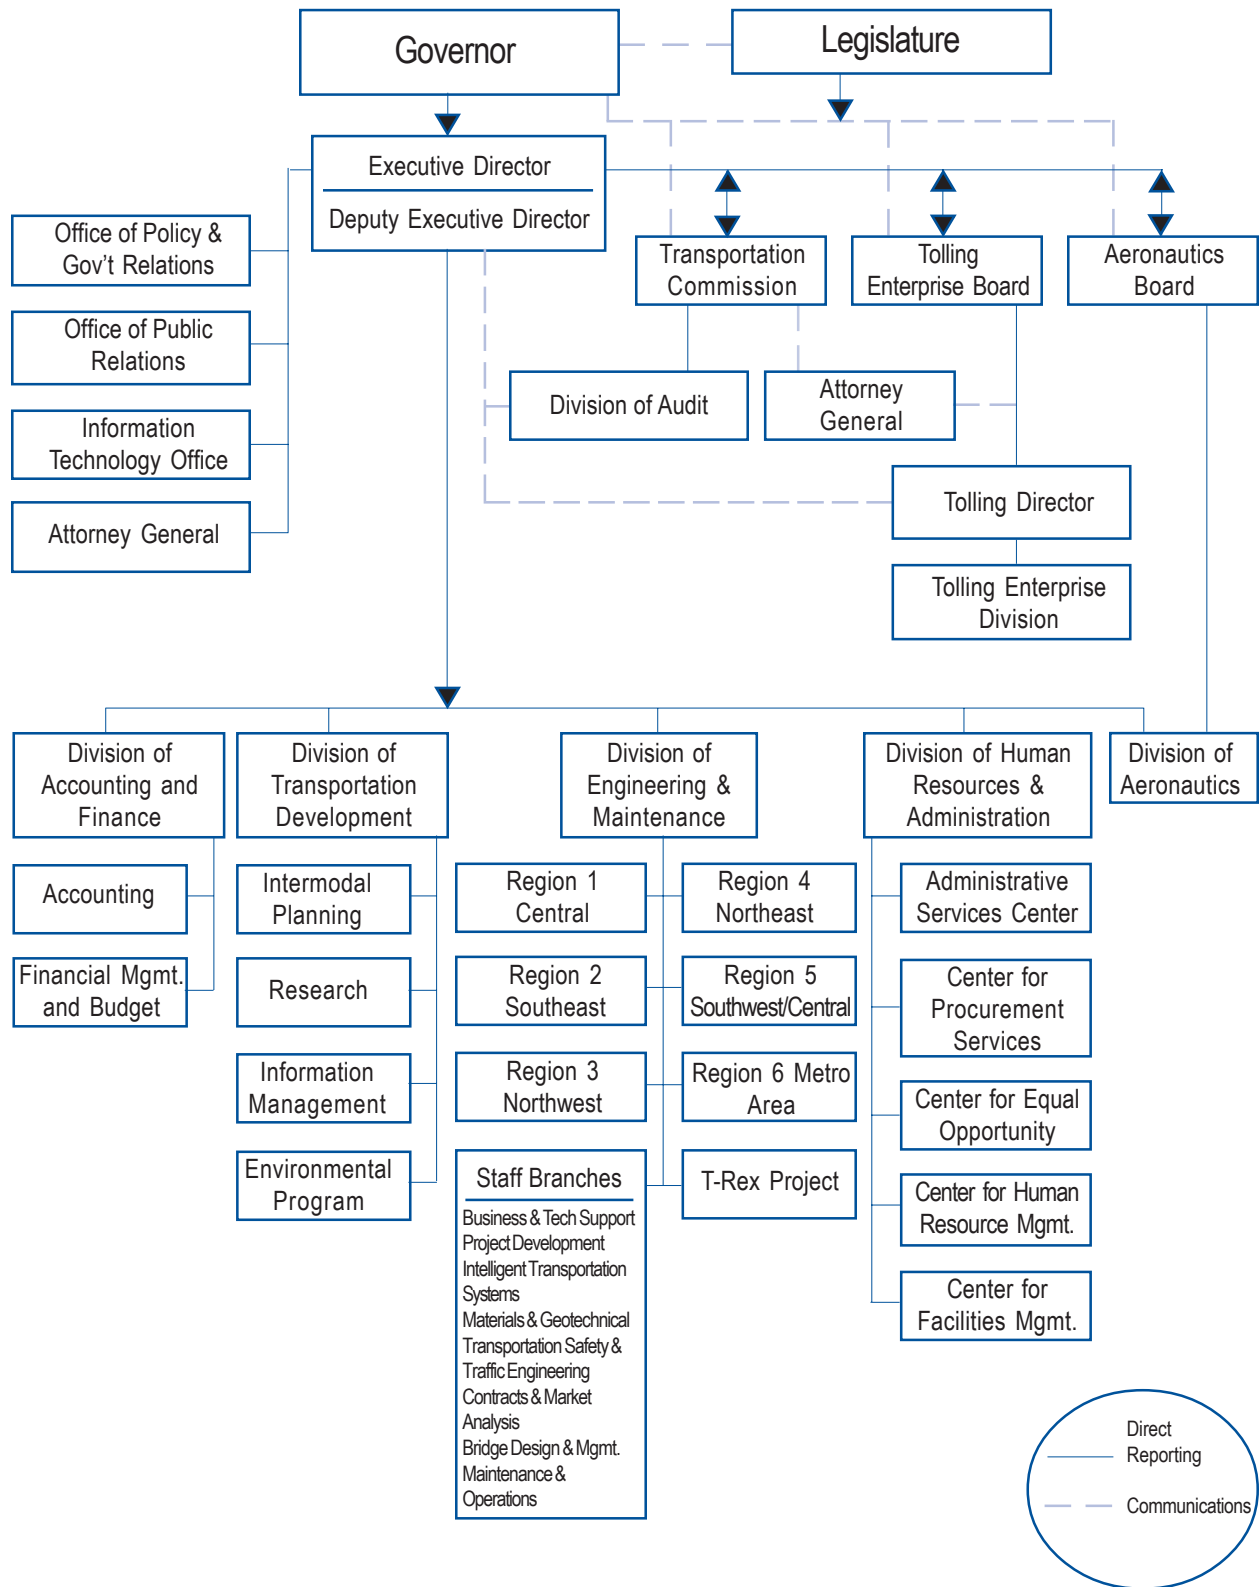 Governor
Legislature
Executive Director
Deputy Executive Director
Office of Policy &
Gov't Relations
Office of Public
Relations
Information
Technology Office
Attorney General
Transportation
Commission
Tolling
Enterprise Board
Aeronautics
Board
Division of Audit
Attorney
General
Tolling Director
Tolling Enterprise
Division
Division of
Accounting and
Finance
Division of
Transportation
Development
Division of
Engineering &
Maintenance
Division of Human
Resources &
Administration
Division of
Aeronautics
Accounting
Financial Mgmt.
and Budget
Intermodal
Planning
Research
Information
Management
Environmental
Program
Region 1
Central
Region 4
Northeast
Region 2
Southeast
Region 5
Southwest/Central
Region 3
Northwest
Region 6 Metro
Area
Staff Branches
Business & Tech Support
Project Development
Intelligent Transportation
Systems
Materials & Geotechnical
Transportation Safety &
Traffic Engineering
Contracts & Market
Analysis
Bridge Design & Mgmt.
Maintenance &
Operations
T-Rex Project
Administrative
Services Center
Center for
Procurement
Services
Center for Equal
Opportunity
Center for Human
Resource Mgmt.
Center for
Facilities Mgmt.
Direct
Reporting
Communications